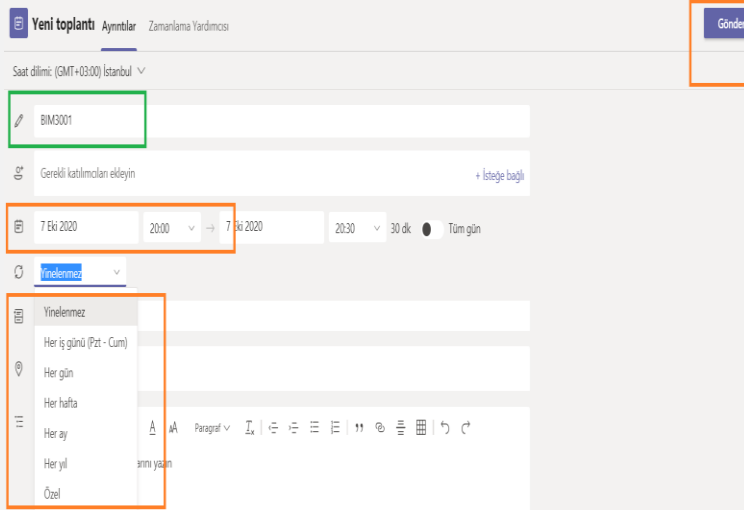 Yeni toplantı Ayrıntılar Zamanlama Yardımcısı
Saat dilimi: (GMT+03:00) İstanbul
BIM3001
Gerekli katılımcıları ekleyin + İsteğe bağlı
7 Eki 2020 20:00 → 7 Eki 2020 20:30 30 dk Tüm gün
Yinelenmez
Yinelenmez
Her iş günü (Pzt - Cum)
Her gün
Her hafta
Her ay
A AA Paragraf
Her yıl
yazın
Özel